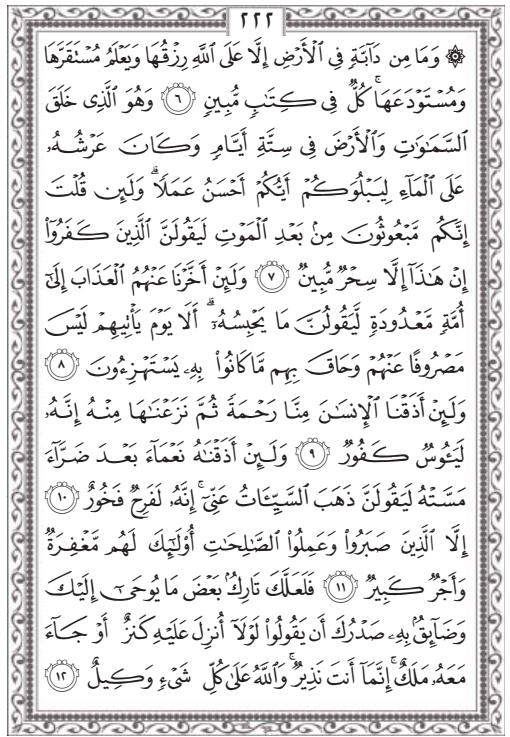 ٢٢٢
۞ وَمَا مِن دَآبَّةٖ فِي ٱلۡأَرۡضِ إِلَّا عَلَى ٱللَّهِ رِزۡقُهَا وَيَعۡلَمُ مُسۡتَقَرَّهَا
وَمُسۡتَوۡدَعَهَاۚ كُلّٞ فِي كِتَٰبٖ مُّبِينٖ ٦ وَهُوَ ٱلَّذِي خَلَقَ
ٱلسَّمَٰوَٰتِ وَٱلۡأَرۡضَ فِي سِتَّةِ أَيَّامٖ وَكَانَ عَرۡشُهُۥ
عَلَى ٱلۡمَآءِ لِيَبۡلُوَكُمۡ أَيُّكُمۡ أَحۡسَنُ عَمَلٗاۗ وَلَئِن قُلۡتَ
إِنَّكُم مَّبۡعُوثُونَ مِنۢ بَعۡدِ ٱلۡمَوۡتِ لَيَقُولَنَّ ٱلَّذِينَ كَفَرُوٓاْ
إِنۡ هَٰذَآ إِلَّا سِحۡرٞ مُّبِينٞ ٧ وَلَئِنۡ أَخَّرۡنَا عَنۡهُمُ ٱلۡعَذَابَ إِلَىٰٓ
أُمَّةٖ مَّعۡدُودَةٖ لَّيَقُولُنَّ مَا يَحۡبِسُهُۥٓۗ أَلَا يَوۡمَ يَأۡتِيهِمۡ لَيۡسَ
مَصۡرُوفًا عَنۡهُمۡ وَحَاقَ بِهِم مَّا كَانُواْ بِهِۦ يَسۡتَهۡزِءُونَ ٨
وَلَئِنۡ أَذَقۡنَا ٱلۡإِنسَٰنَ مِنَّا رَحۡمَةٗ ثُمَّ نَزَعۡنَٰهَا مِنۡهُ إِنَّهُۥ
لَيَـُٔوسٞ كَفُورٞ ٩ وَلَئِنۡ أَذَقۡنَٰهُ نَعۡمَآءَ بَعۡدَ ضَرَّآءَ
مَسَّتۡهُ لَيَقُولَنَّ ذَهَبَ ٱلسَّيِّـَٔاتُ عَنِّيٓۚ إِنَّهُۥ لَفَرِحٞ فَخُورٌ ١٠
إِلَّا ٱلَّذِينَ صَبَرُواْ وَعَمِلُواْ ٱلصَّٰلِحَٰتِ أُوْلَٰٓئِكَ لَهُم مَّغۡفِرَةٞ
وَأَجۡرٞ كَبِيرٞ ١١ فَلَعَلَّكَ تَارِكُۢ بَعۡضَ مَا يُوحَىٰٓ إِلَيۡكَ
وَضَآئِقُۢ بِهِۦ صَدۡرُكَ أَن يَقُولُواْ لَوۡلَآ أُنزِلَ عَلَيۡهِ كَنزٌ أَوۡ جَآءَ
مَعَهُۥ مَلَكٌۚ إِنَّمَآ أَنتَ نَذِيرٞۚ وَٱللَّهُ عَلَىٰ كُلِّ شَيۡءٖ وَكِيلٌ ١٢